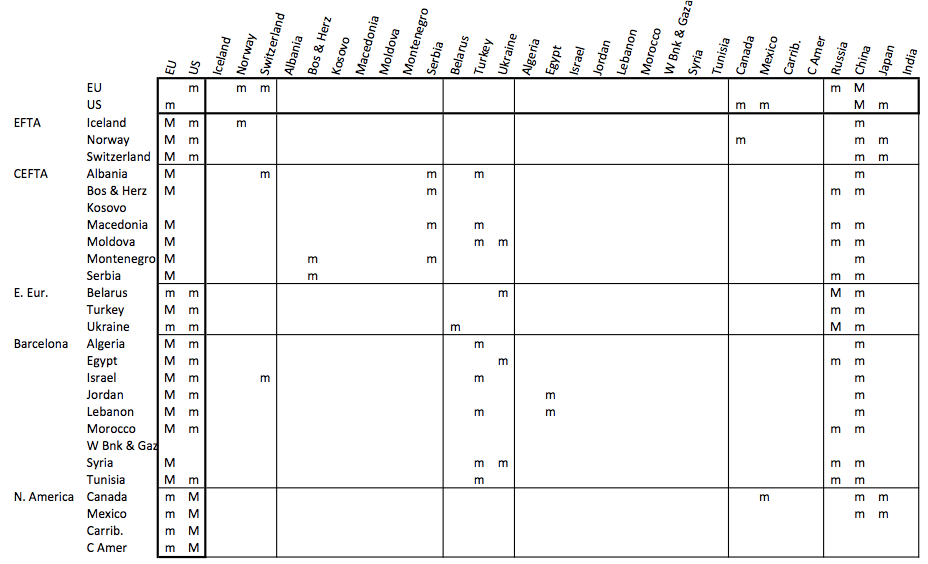 EU US Iceland Norway Switzerland Albania Bos & Herz Kosovo Macedonia Moldova Montenegro Serbia Belarus Turkey Ukraine Algeria Egypt Israel Jordan Lebanon Morocco W Bnk & Gaza Syria Tunisia Canada Mexico Carrib. C Amer Russia China Japan India
EU m m m m M
US m m m M m
EFTA Iceland M m m m
Norway M m m m m
Switzerland M m m m
CEFTA Albania M m m m m
Bos & Herz M m m m
Kosovo
Macedonia M m m m m
Moldova M m m m m
Montenegro M m m m
Serbia M m m m
E. Eur. Belarus m m m M m
Turkey M m m m
Ukraine m m m M m
Barcelona Algeria M m m m
Egypt M m m m m
Israel M m m m m
Jordan M m m m
Lebanon M m m m m
Morocco M m m m
W Bnk & Gaz
Syria M m m m m
Tunisia M m m m m
N. America Canada m M m m m
Mexico m M m m
Carrib. m M
C Amer m M